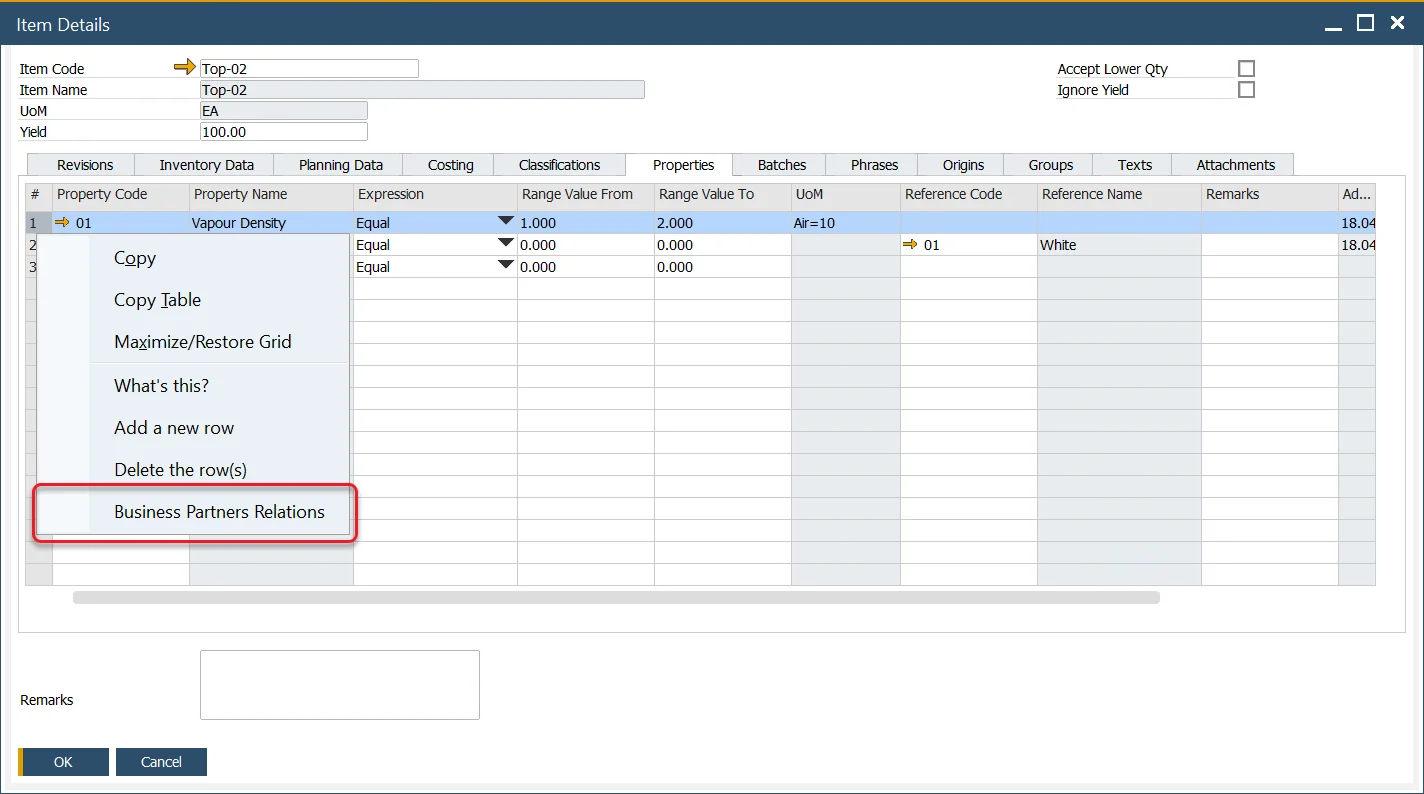 Item Details
Item Code Top-02 Accept Lower Qty
Item Name Top-02 Ignore Yield
UoM EA
Yield 100.00
Revisions Inventory Data Planning Data Costing Classifications Properties Batches Phrases Origins Groups Texts Attachments
# Property Code Property Name Expression Range Value From Range Value To UoM Reference Code Reference Name Remarks Ad...
1 01 Vapour Density Equal 1.000 2.000 Air=10 18.04
2 Equal 0.000 0.000 01 White 18.04
3 Equal 0.000 0.000
Copy
Copy Table
Maximize/Restore Grid
What's this?
Add a new row
Delete the row(s)
Business Partners Relations
Remarks
OK Cancel